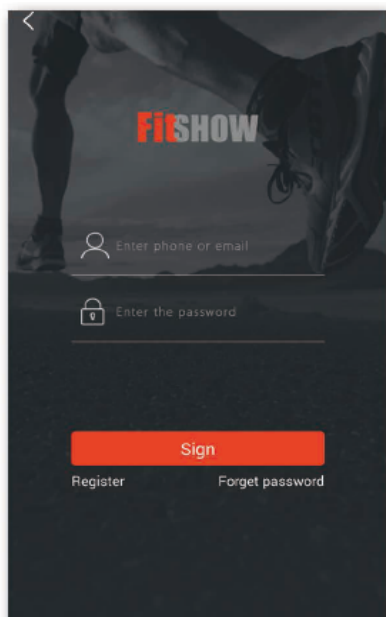 FitSHOW
Enter phone or email
Enter the password
Sign
Register Forget password